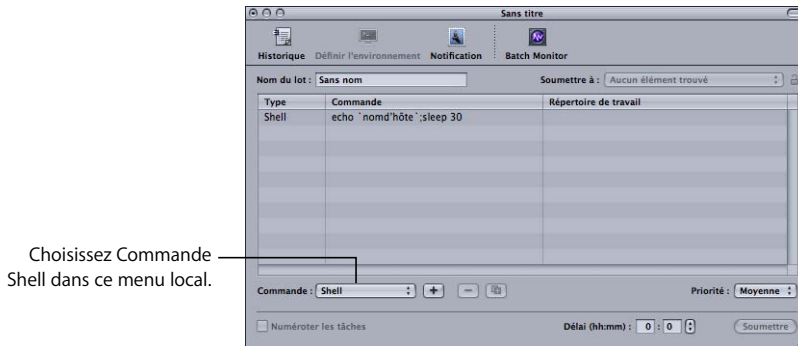 Sans titre
Historique Définir l'environnement Notification Batch Monitor
Nom du lot : Sans nom Soumettre à : Aucun élément trouvé
Type Commande Répertoire de travail
Shell echo `nomd'hôte`;sleep 30
Choisissez Commande
Shell dans ce menu local.
Commande : Shell Priorité : Moyenne
Numéroter les tâches Délai (hh:mm) : 0 : 0 Soumettre